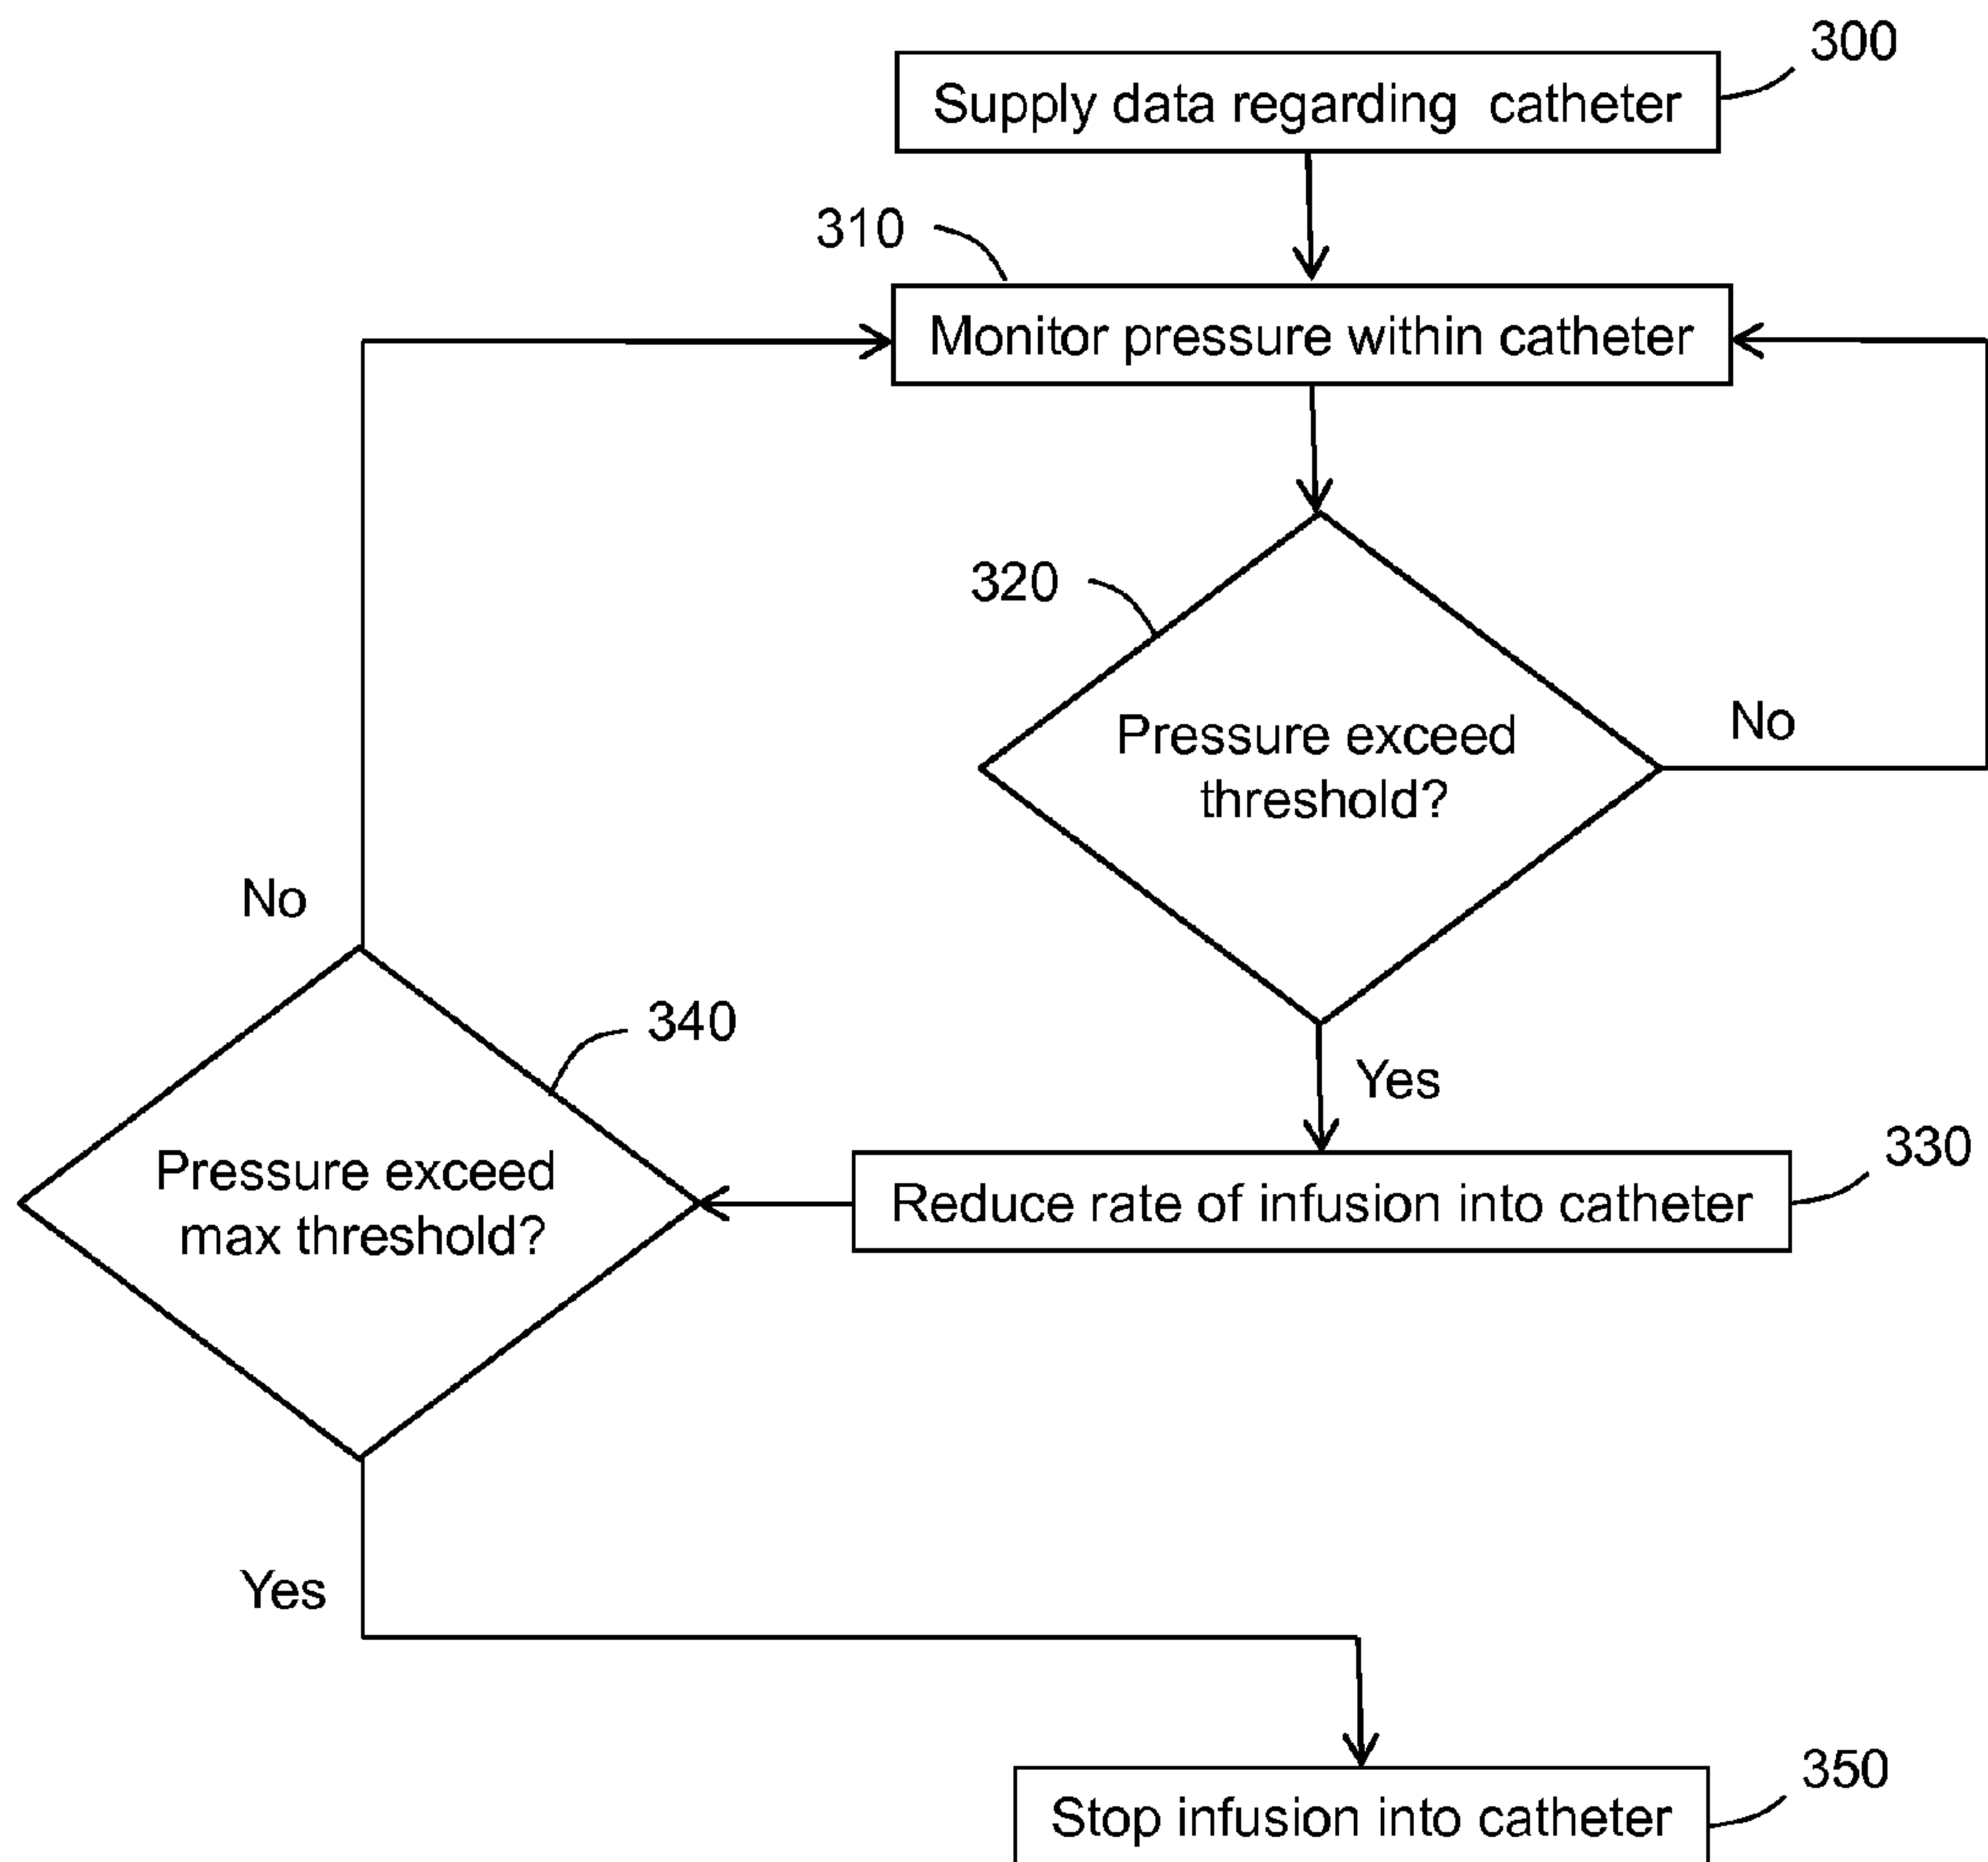 300
Supply data regarding catheter
310
Monitor pressure within catheter
320
Pressure exceed
threshold?
No
No
340
Yes
330
Pressure exceed
max threshold?
Reduce rate of infusion into catheter
Yes
350
Stop infusion into catheter